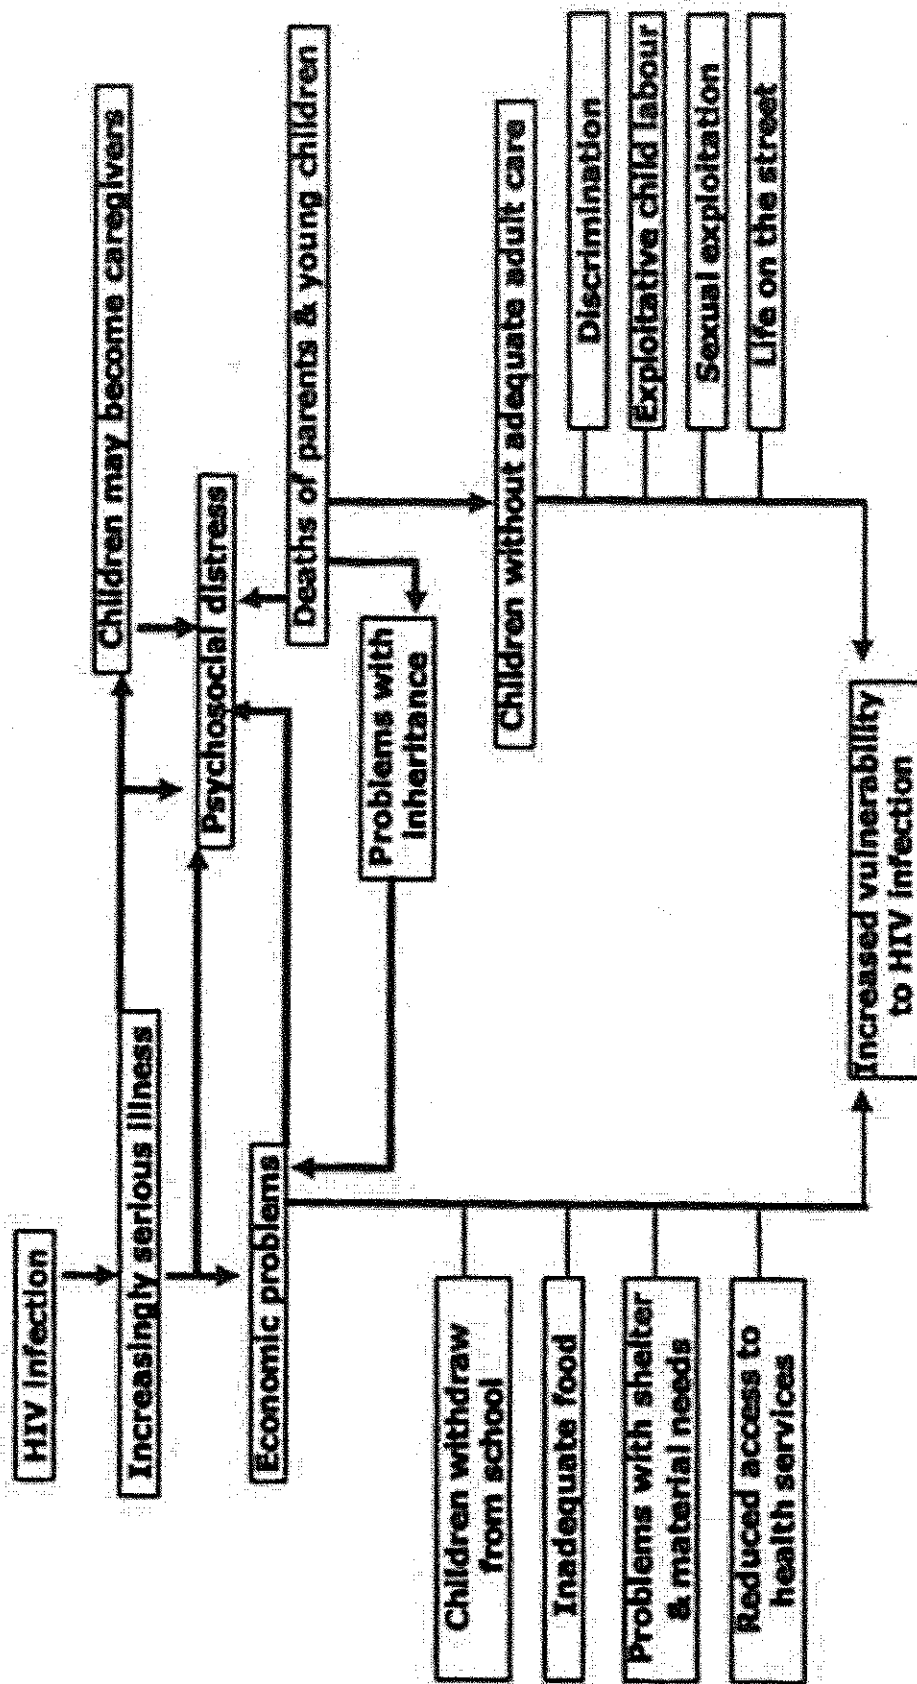 HIV infection
Increasingly serious illness
Children may become caregivers
Psychosocial distress
Economic problems
Deaths of parents & young children
Problems with
inheritance
Children withdraw
from school
Inadequate food
Problems with shelter
& material needs
Reduced access to
health services
Children without adequate adult care
Discrimination
Exploitative child labour
Sexual exploitation
Life on the street
Increased vulnerability
to HIV infection